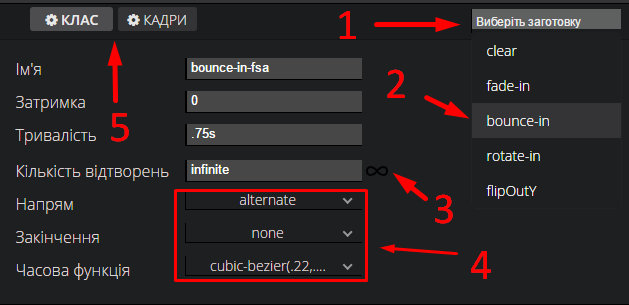 КЛАС КАДРИ 1 Виберіть заготовку
clear
Ім'я bounce-in-fsa
fade-in
2
Затримка 0
5 bounce-in
Тривалість .75s
rotate-in
Кількість відтворень infinite ∞
flipOutY
Напрям alternate 3
Закінчення none
4
Часова функція cubic-bezier(.22,....